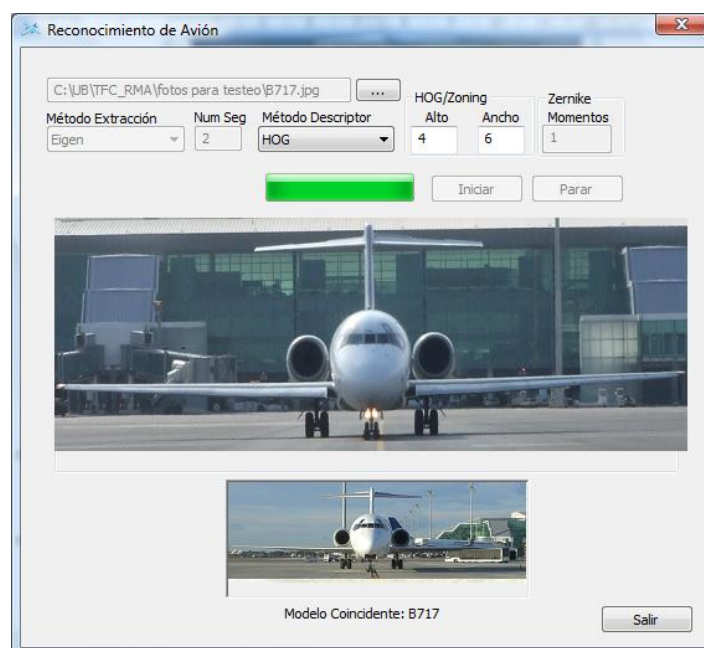 Reconocimiento de Avión
C:\UB\TFC_RMA\fotos para testeo\B717.jpg ...
HOG/Zoning Zernike
Método Extracción Num Seg Método Descriptor Alto Ancho Momentos
Eigen 2 HOG 4 6 1
Iniciar Parar
Modelo Coincidente: B717
Salir